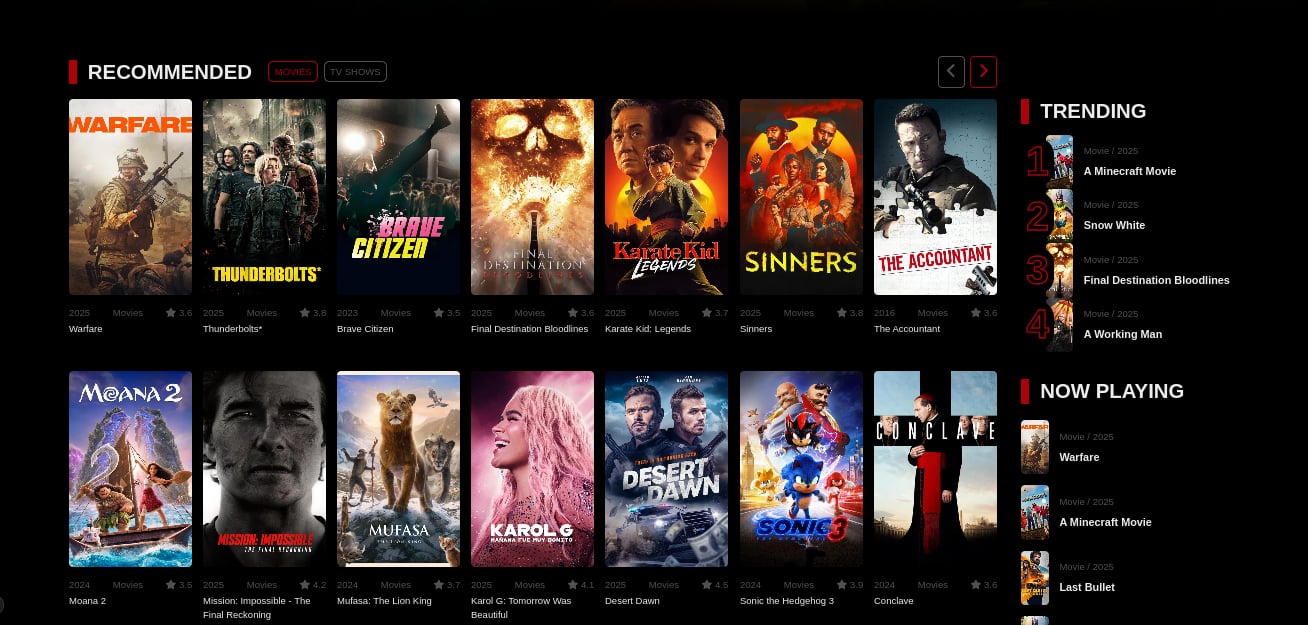 RECOMMENDED
MOVIES
TV SHOWS
WARFARE
THUNDERBOLTS*
BRAVE
CITIZEN
FINAL
DESTINATION
BLOODLINES
Karate Kid
LEGENDS
SINNERS
THE ACCOUNTANT
2025 Movies 3.6
Warfare
2025 Movies 3.8
Thunderbolts*
2023 Movies 3.5
Brave Citizen
2025 Movies 3.6
Final Destination Bloodlines
2025 Movies 3.7
Karate Kid: Legends
2025 Movies 3.8
Sinners
2016 Movies 3.6
The Accountant
MOANA 2
MISSION: IMPOSSIBLE
THE FINAL RECKONING
MUFASA
THE LION KING
KAROL G
MAÑANA FUE MUY BONITO
DESERT
DAWN
SONIC 3
CONCLAVE
2024 Movies 3.5
Moana 2
2025 Movies 4.2
Mission: Impossible - The
Final Reckoning
2024 Movies 3.7
Mufasa: The Lion King
2025 Movies 4.1
Karol G: Tomorrow Was
Beautiful
2025 Movies 4.5
Desert Dawn
2024 Movies 3.9
Sonic the Hedgehog 3
2024 Movies 3.6
Conclave
TRENDING
1
Movie / 2025
A Minecraft Movie
2
Movie / 2025
Snow White
3
Movie / 2025
Final Destination Bloodlines
4
Movie / 2025
A Working Man
NOW PLAYING
WARFARE
Movie / 2025
Warfare
Movie / 2025
A Minecraft Movie
Movie / 2025
Last Bullet